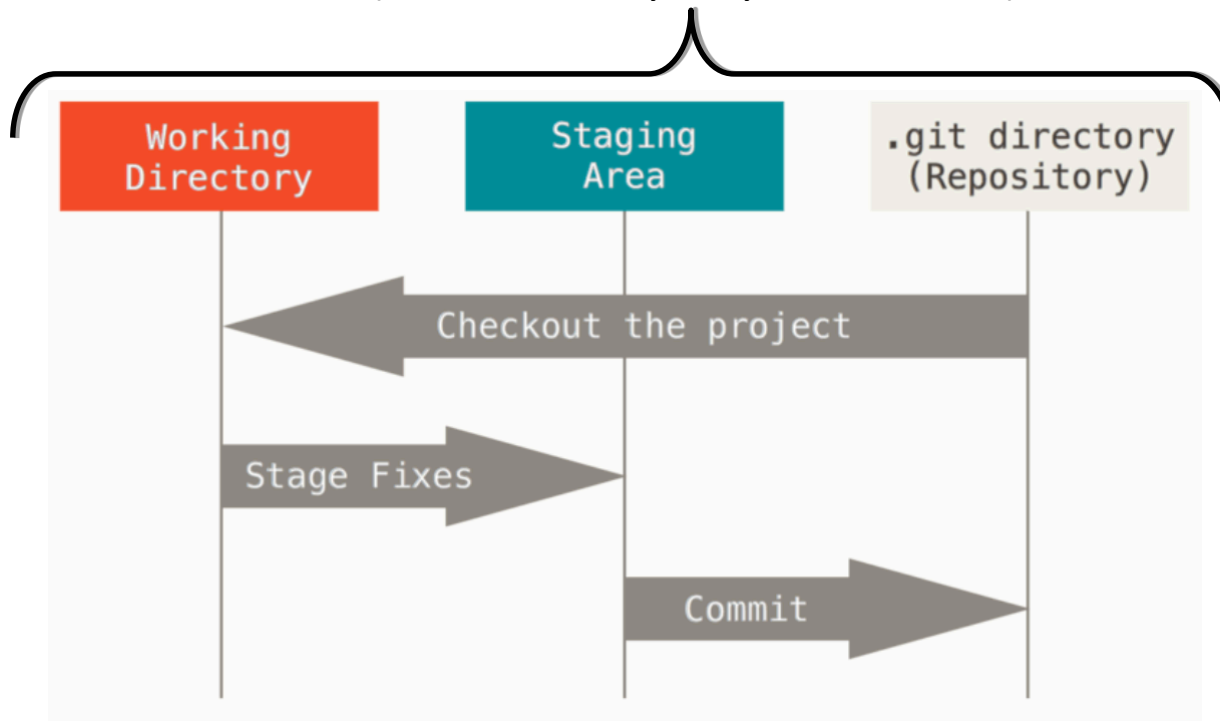 Working
Directory
Staging
Area
.git directory
(Repository)
Checkout the project
Stage Fixes
Commit